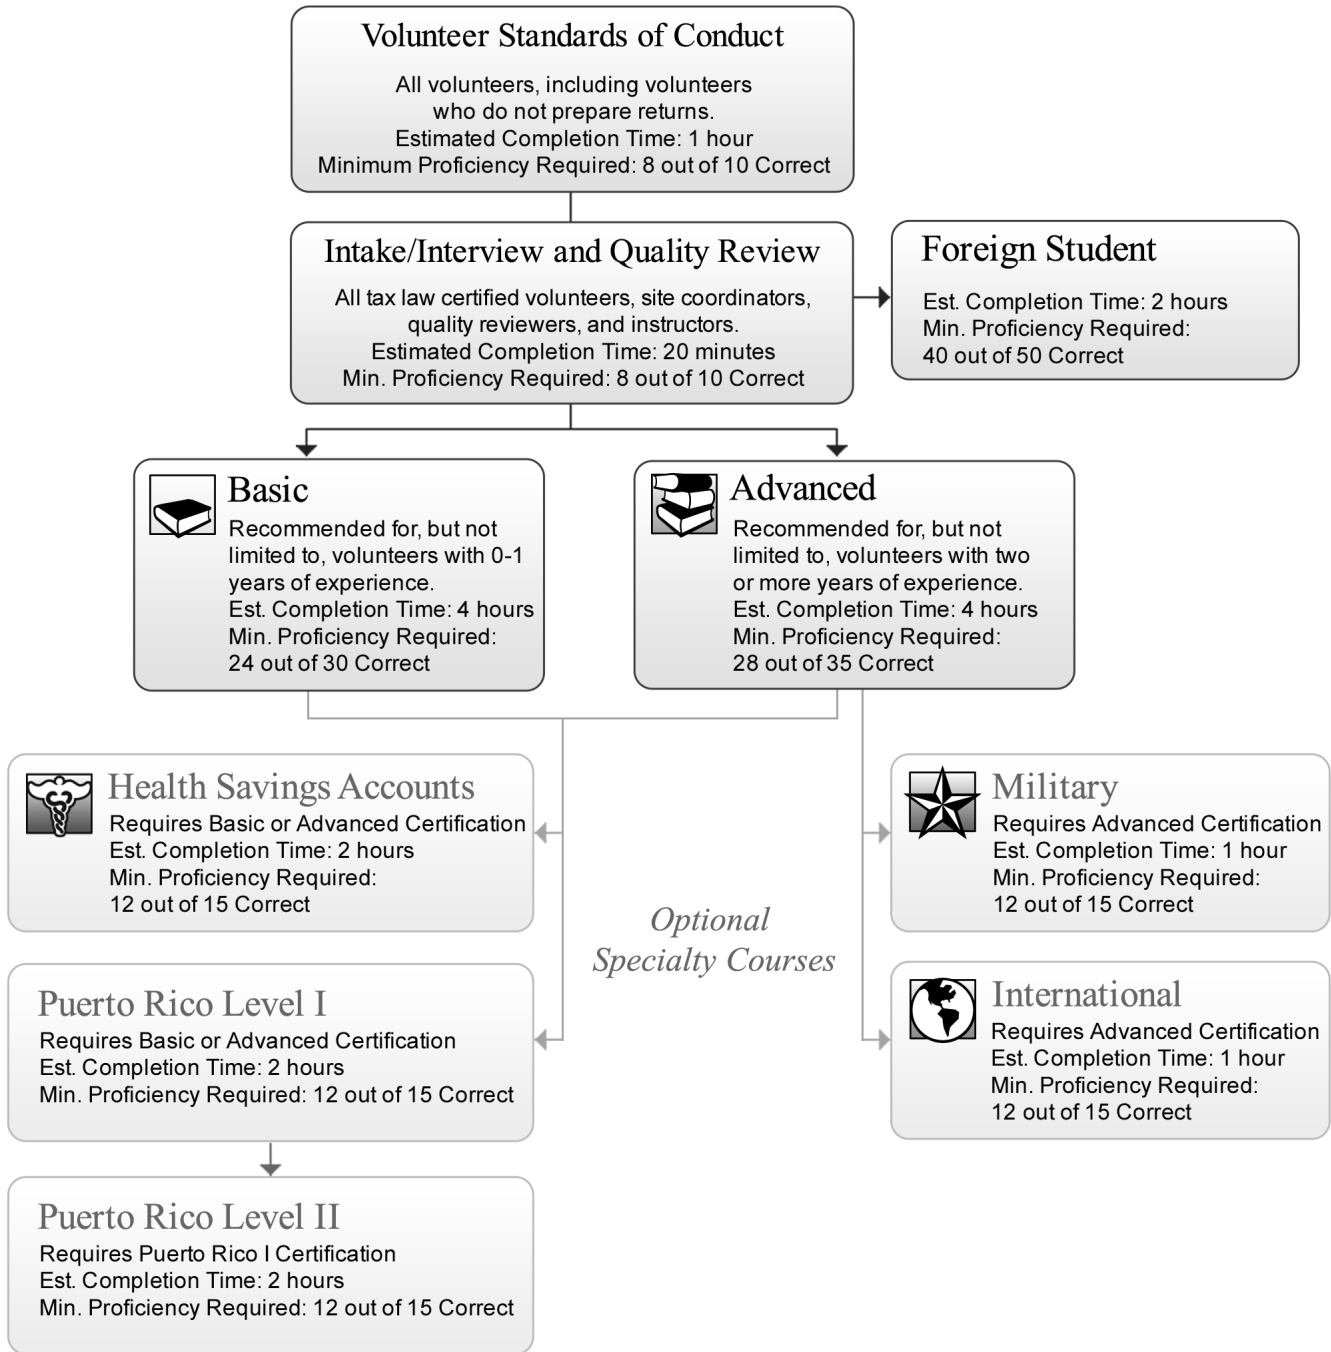 Volunteer Standards of Conduct
All volunteers, including volunteers
who do not prepare returns.
Estimated Completion Time: 1 hour
Minimum Proficiency Required: 8 out of 10 Correct
Intake/Interview and Quality Review
All tax law certified volunteers, site coordinators,
quality reviewers, and instructors.
Estimated Completion Time: 20 minutes
Min. Proficiency Required: 8 out of 10 Correct
Foreign Student
Est. Completion Time: 2 hours
Min. Proficiency Required:
40 out of 50 Correct
Basic
Recommended for, but not
limited to, volunteers with 0-1
years of experience.
Est. Completion Time: 4 hours
Min. Proficiency Required:
24 out of 30 Correct
Advanced
Recommended for, but not
limited to, volunteers with two
or more years of experience.
Est. Completion Time: 4 hours
Min. Proficiency Required:
28 out of 35 Correct
Health Savings Accounts
Requires Basic or Advanced Certification
Est. Completion Time: 2 hours
Min. Proficiency Required:
12 out of 15 Correct
Military
Requires Advanced Certification
Est. Completion Time: 1 hour
Min. Proficiency Required:
12 out of 15 Correct
Optional
Specialty Courses
Puerto Rico Level I
Requires Basic or Advanced Certification
Est. Completion Time: 2 hours
Min. Proficiency Required: 12 out of 15 Correct
International
Requires Advanced Certification
Est. Completion Time: 1 hour
Min. Proficiency Required:
12 out of 15 Correct
Puerto Rico Level II
Requires Puerto Rico I Certification
Est. Completion Time: 2 hours
Min. Proficiency Required: 12 out of 15 Correct